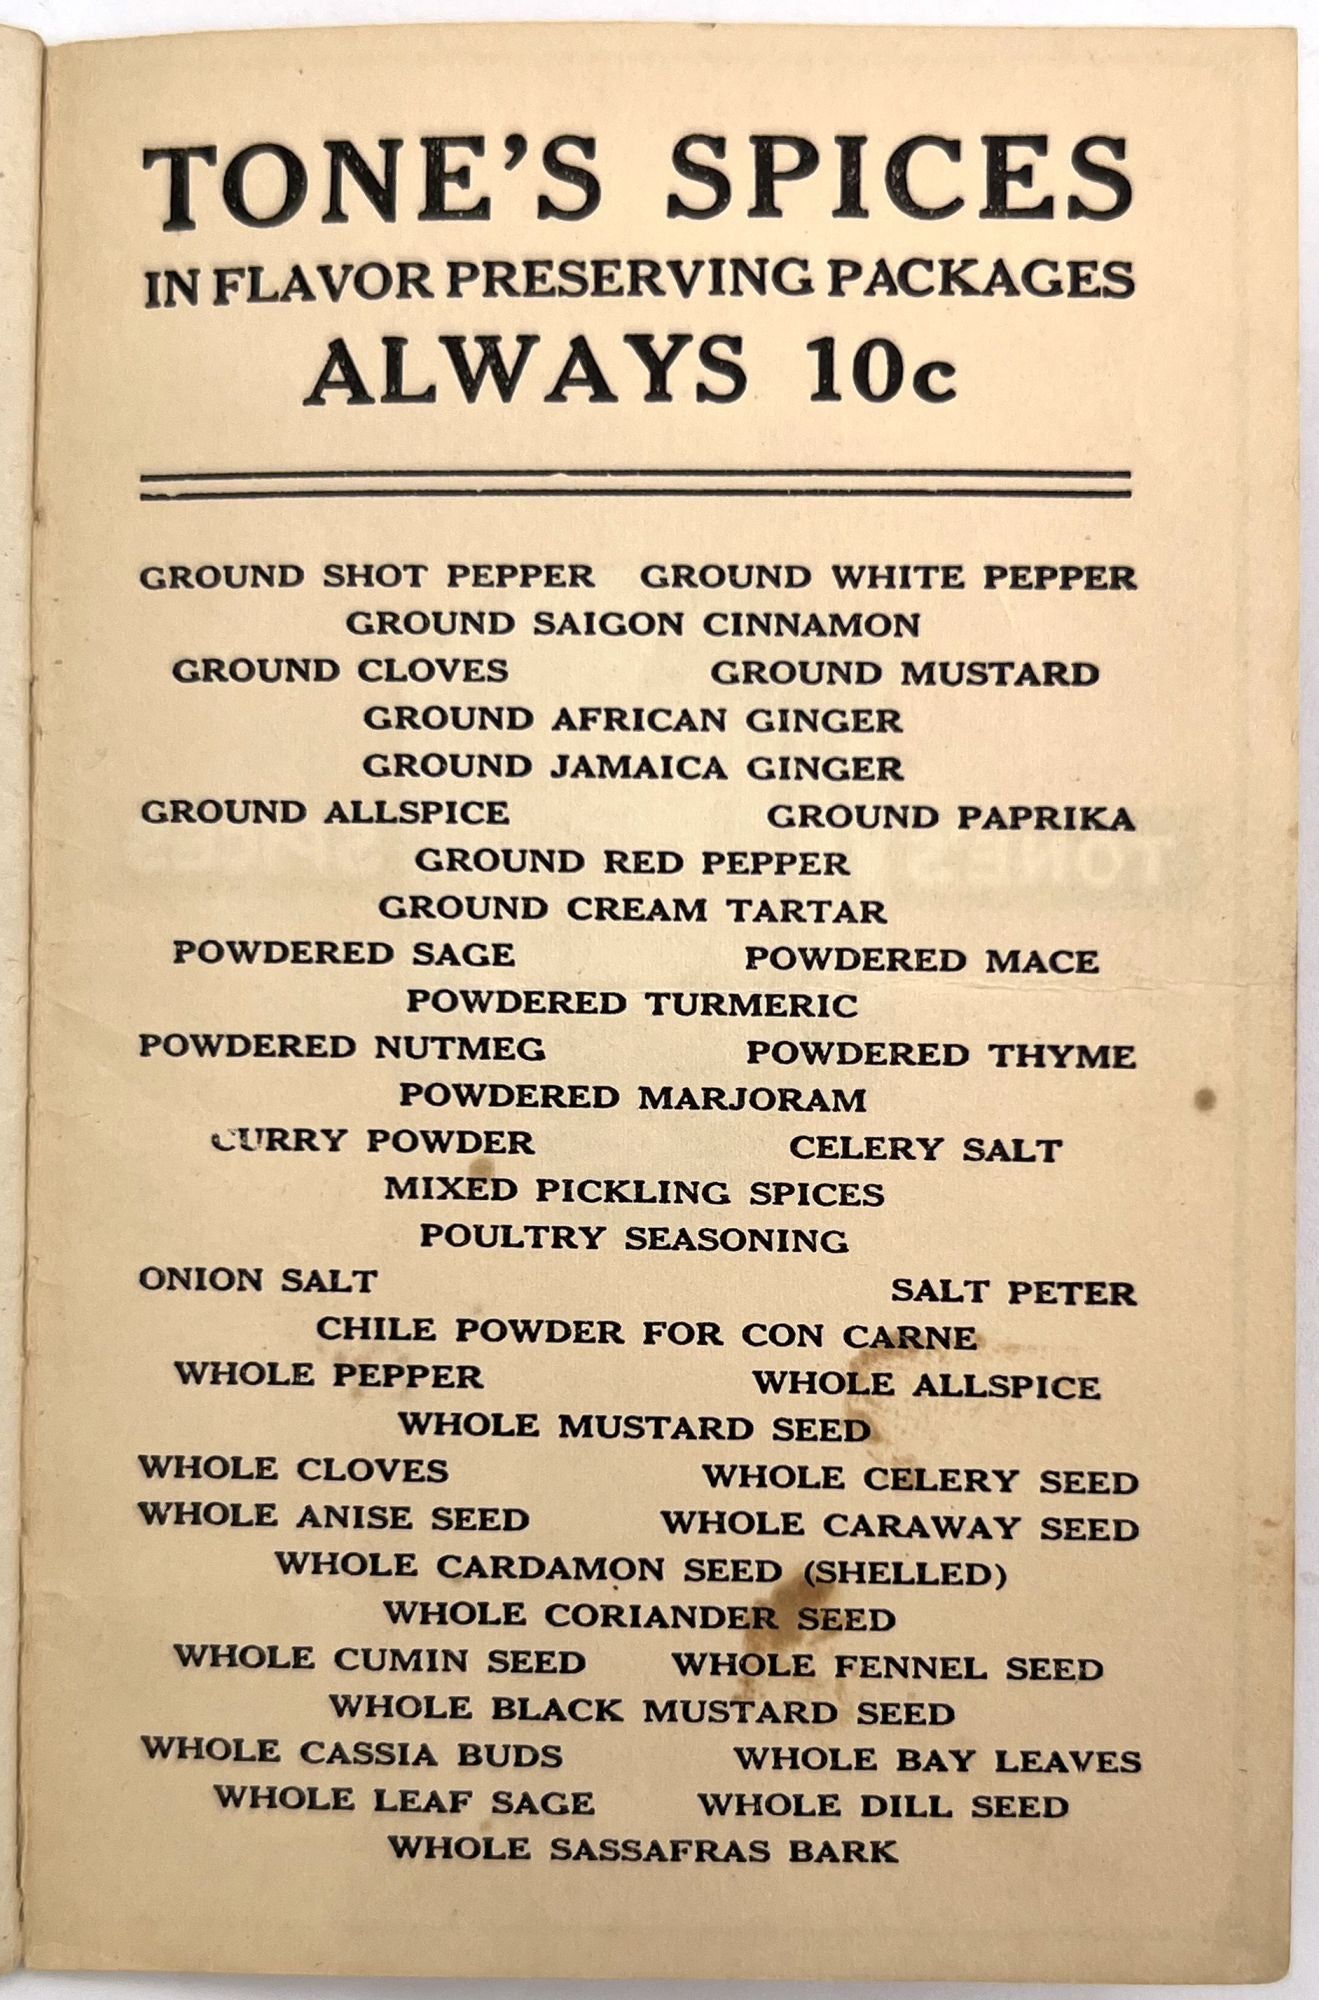 TONE'S SPICES
IN FLAVOR PRESERVING PACKAGES
ALWAYS 10c
GROUND SHOT PEPPER GROUND WHITE PEPPER
GROUND SAIGON CINNAMON
GROUND CLOVES GROUND MUSTARD
GROUND AFRICAN GINGER
GROUND JAMAICA GINGER
GROUND ALLSPICE GROUND PAPRIKA
GROUND RED PEPPER
GROUND CREAM TARTAR
POWDERED SAGE POWDERED MACE
POWDERED TURMERIC
POWDERED NUTMEG POWDERED THYME
POWDERED MARJORAM
CURRY POWDER CELERY SALT
MIXED PICKLING SPICES
POULTRY SEASONING
ONION SALT SALT PETER
CHILE POWDER FOR CON CARNE
WHOLE PEPPER WHOLE ALLSPICE
WHOLE MUSTARD SEED
WHOLE CLOVES WHOLE CELERY SEED
WHOLE ANISE SEED WHOLE CARAWAY SEED
WHOLE CARDAMON SEED (SHELLED)
WHOLE CORIANDER SEED
WHOLE CUMIN SEED WHOLE FENNEL SEED
WHOLE BLACK MUSTARD SEED
WHOLE CASSIA BUDS WHOLE BAY LEAVES
WHOLE LEAF SAGE WHOLE DILL SEED
WHOLE SASSAFRAS BARK